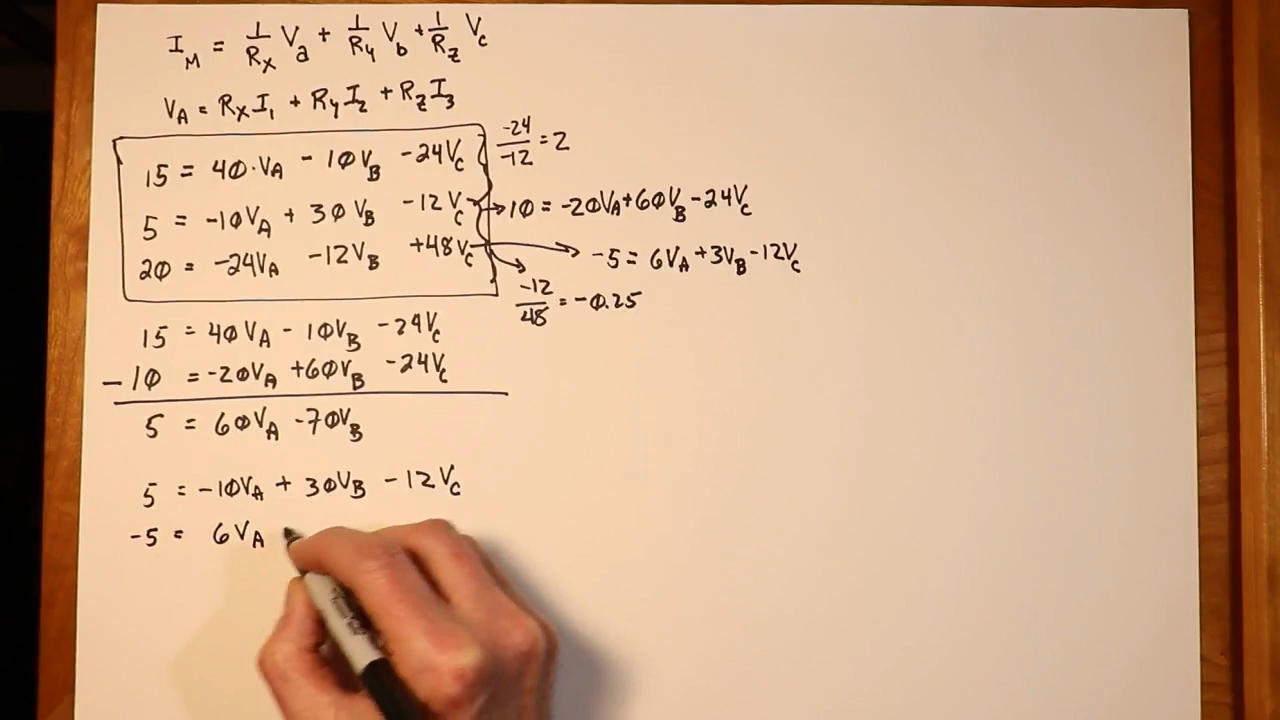 I_M = 1/R_X V_a + 1/R_Y V_b + 1/R_Z V_c
V_A = R_X I_1 + R_Y I_2 + R_Z I_3
15 = 40·V_A - 10V_B - 24V_C
-24/-12 = 2
5 = -10V_A + 30V_B - 12V_C
10 = -20V_A + 60V_B - 24V_C
20 = -24V_A - 12V_B + 48V_C
-5 = 6V_A + 3V_B - 12V_C
-12/48 = -0.25
15 = 40V_A - 10V_B - 24V_C
- 10 = -20V_A + 60V_B - 24V_C
5 = 60V_A - 70V_B
5 = -10V_A + 30V_B - 12V_C
-5 = 6V_A